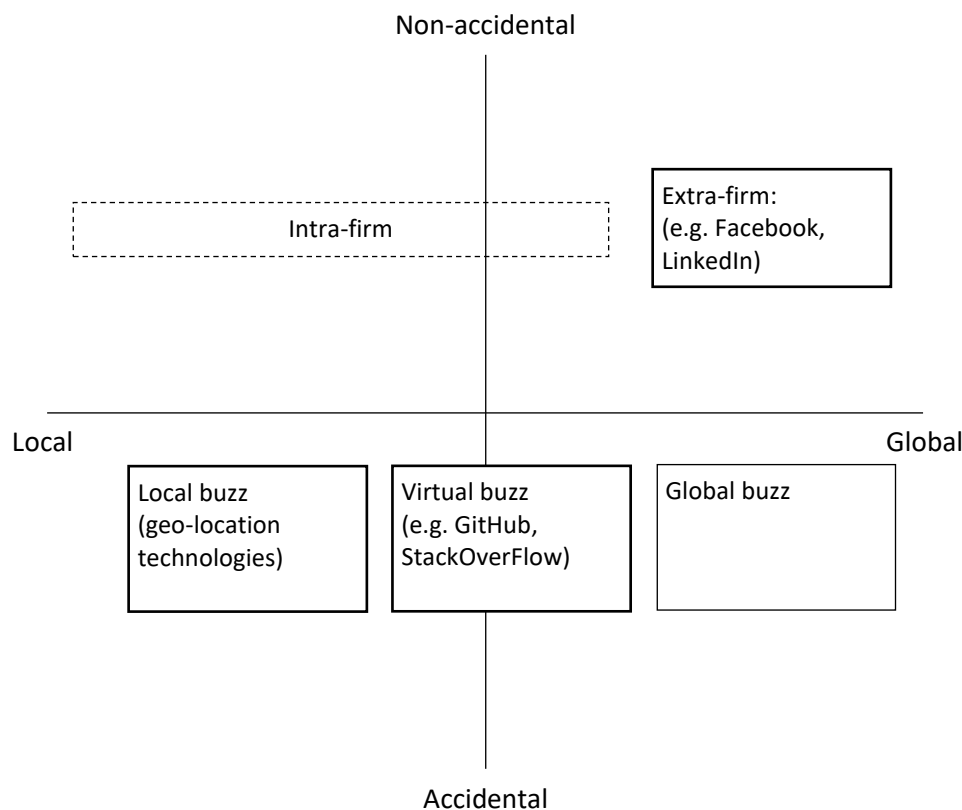 Non-accidental
Extra-firm:
(e.g. Facebook,
LinkedIn)
Intra-firm
Local
Global
Local buzz
(geo-location
technologies)
Virtual buzz
(e.g. GitHub,
StackOverFlow)
Global buzz
Accidental